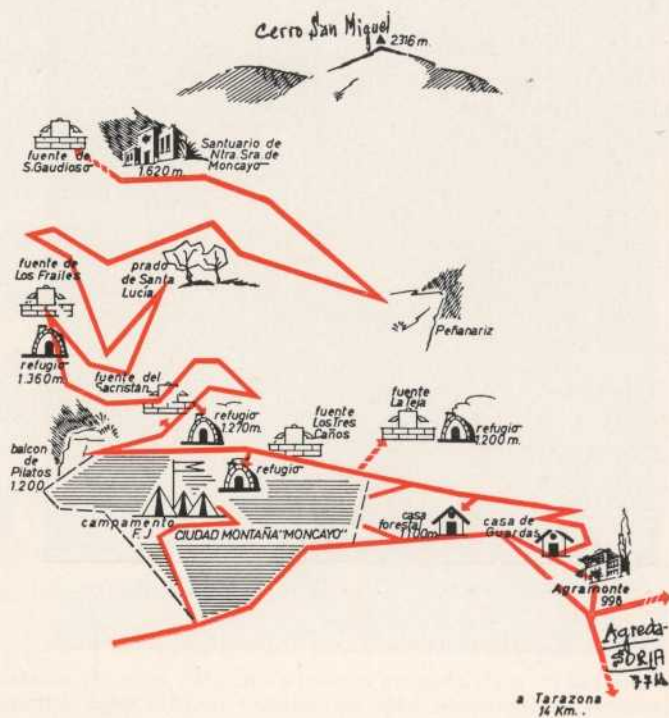 Cerro San Miguel
2316 m.
fuente de
S. Gaudioso
Santuario de
Ntra. Sra. de
Moncayo
1.620 m.
fuente de
Los Frailes
prado
de Santa
Lucía
Peñanariz
refugio
1.360 m.
fuente del
Sacristán
refugio
1.270 m.
fuente
Los Tres
Caños
fuente
La Teja
refugio
1.200 m.
balcon
de
Pilatos
1.200
refugio
campamento
F.J
CIUDAD MONTAÑA "MONCAYO"
casa
forestal
1.100 m.
casa de
Guardas
Agramonte
998
Agreda-
SORIA
a Tarazona
14 Km..